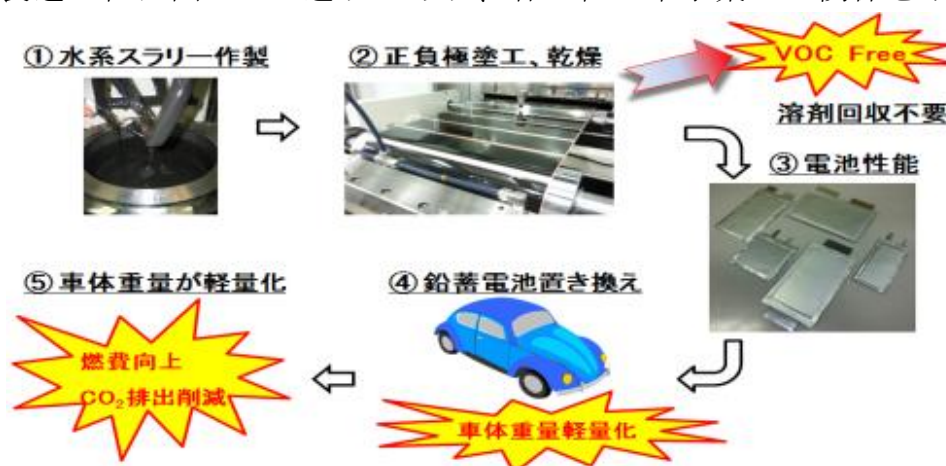 ①水系スラリー作製
②正負極塗工、乾燥
VOC Free
溶剤回収不要
③電池性能
④鉛蓄電池置き換え
車体重量軽量化
⑤車体重量が軽量化
燃費向上
CO₂排出削減